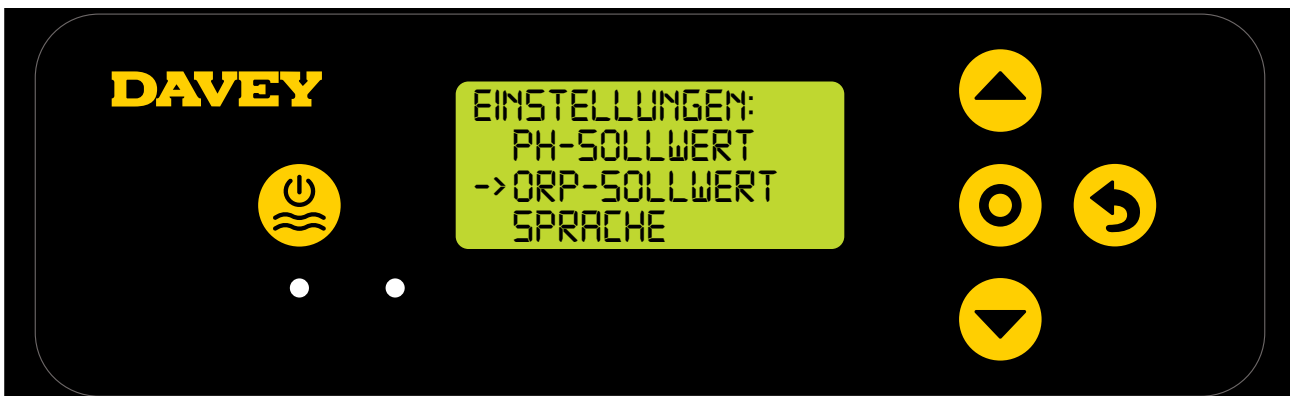 DAVEY
EINSTELLUNGEN:
PH-SOLLWERT
->ORP-SOLLWERT
SPRACHE